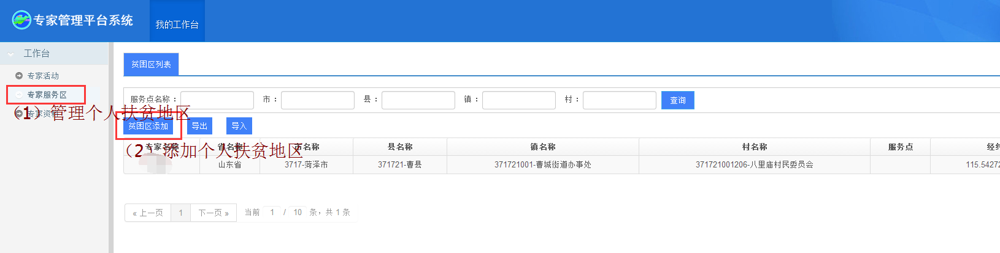 专家管理平台系统
我的工作台
工作台
专家活动
专家服务区
专家资料
贫困区列表
服务点名称： 市： 县： 镇： 村： 查询
（1）管理个人扶贫地区
贫困区添加 导出 导入
（2）添加个人扶贫地区
专家名称 省名称 市名称 县名称 镇名称 村名称 服务点
山东省 3717-菏泽市 371721-曹县 371721001-曹城街道办事处 371721001206-八里庙村民委员会 115.54272
« 上一页 1 下一页 » 当前 1 / 10 条，共 1 条